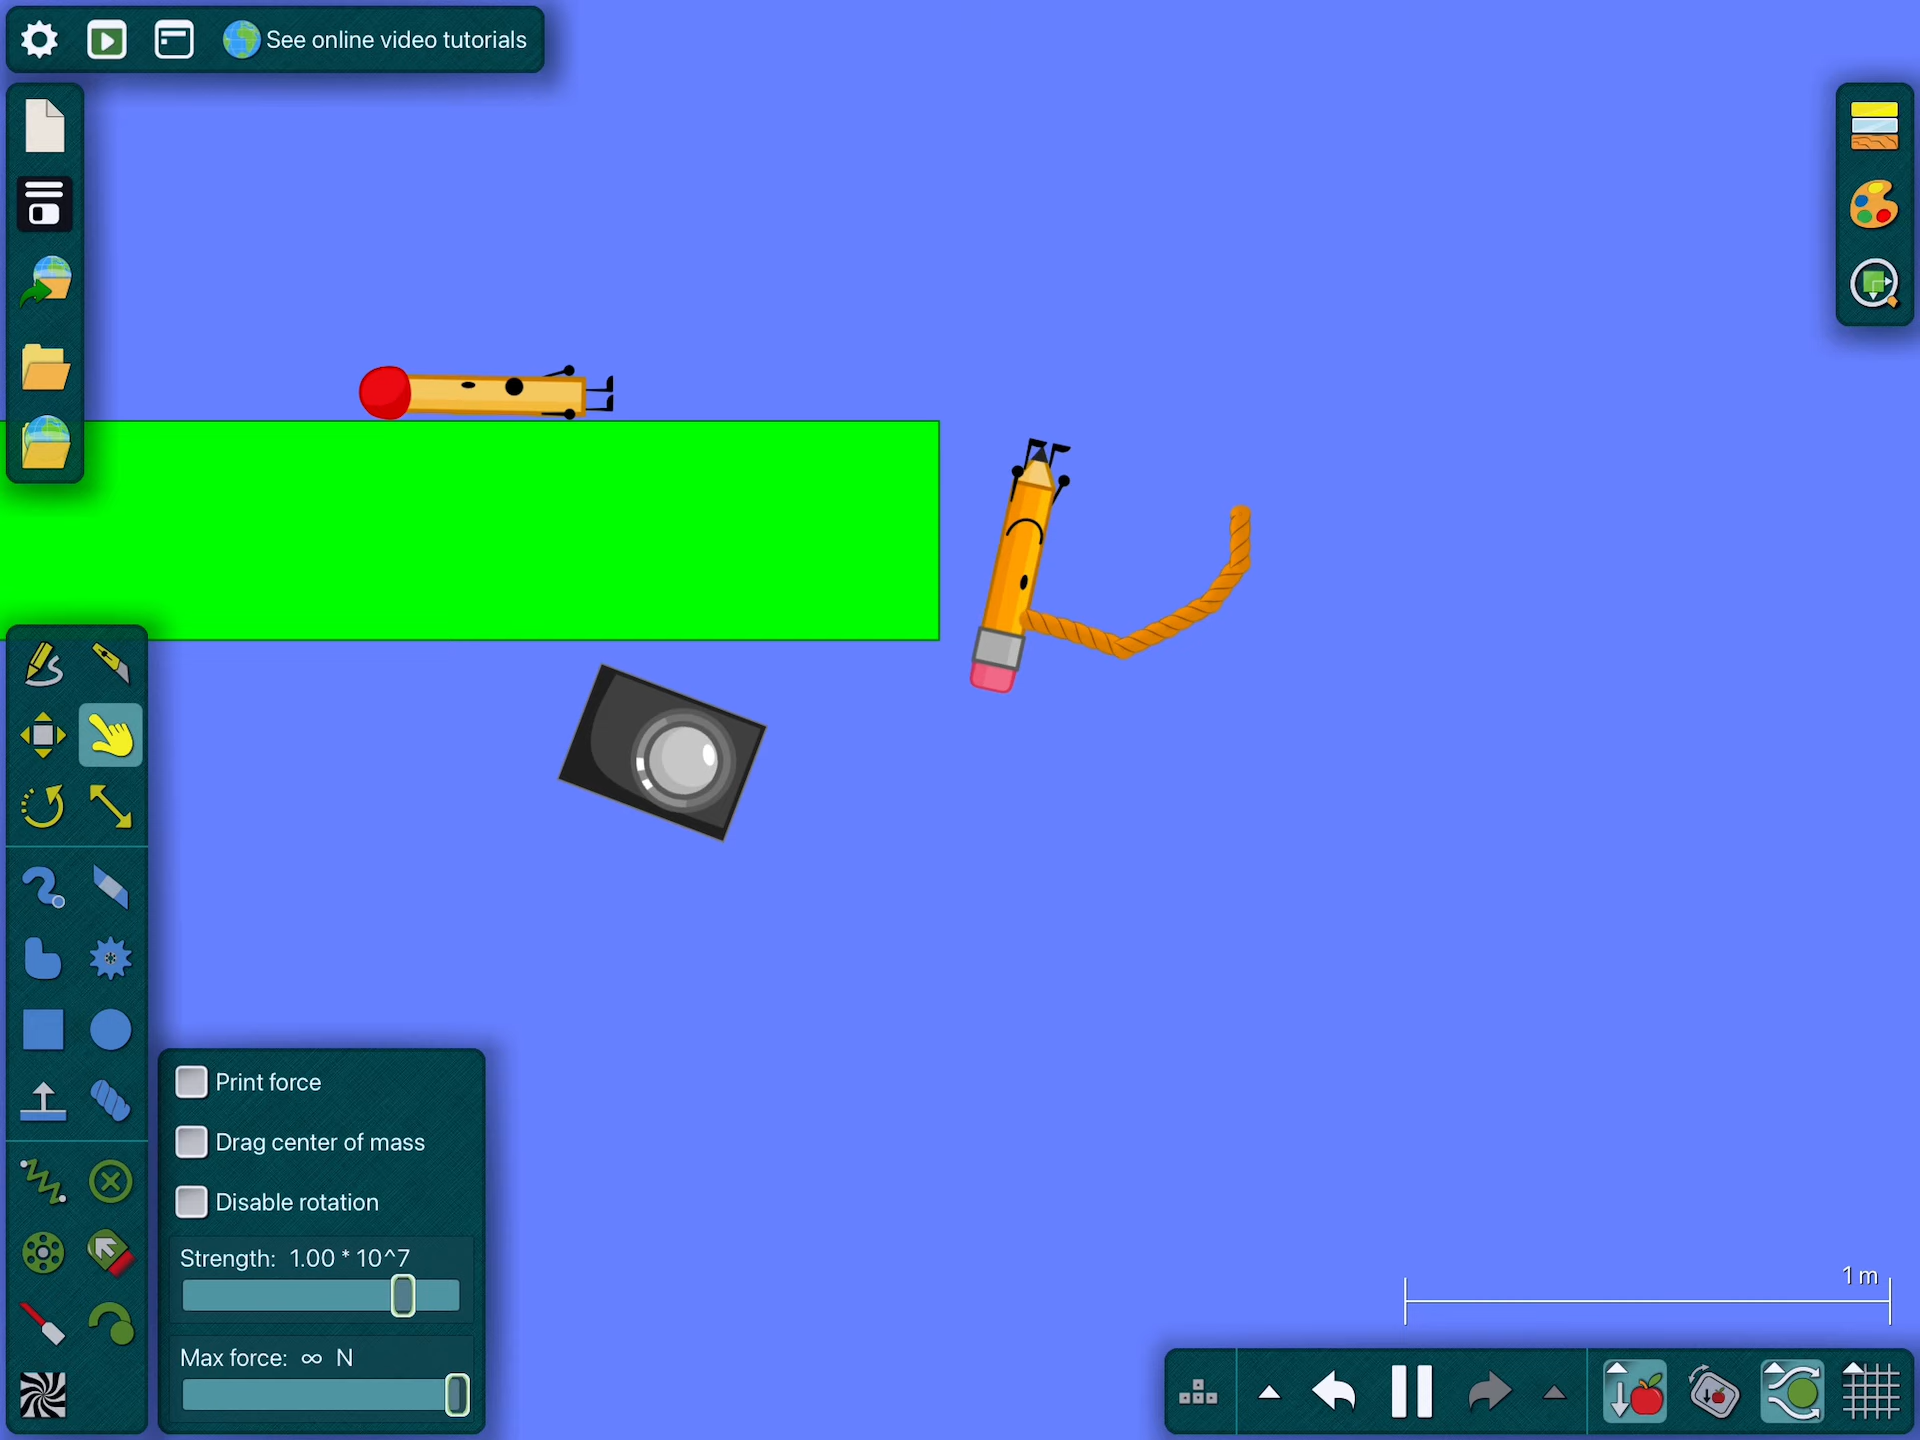 See online video tutorials
Print force
Drag center of mass
Disable rotation
Strength: 1.00 * 10^7
Max force: ∞ N
1 m